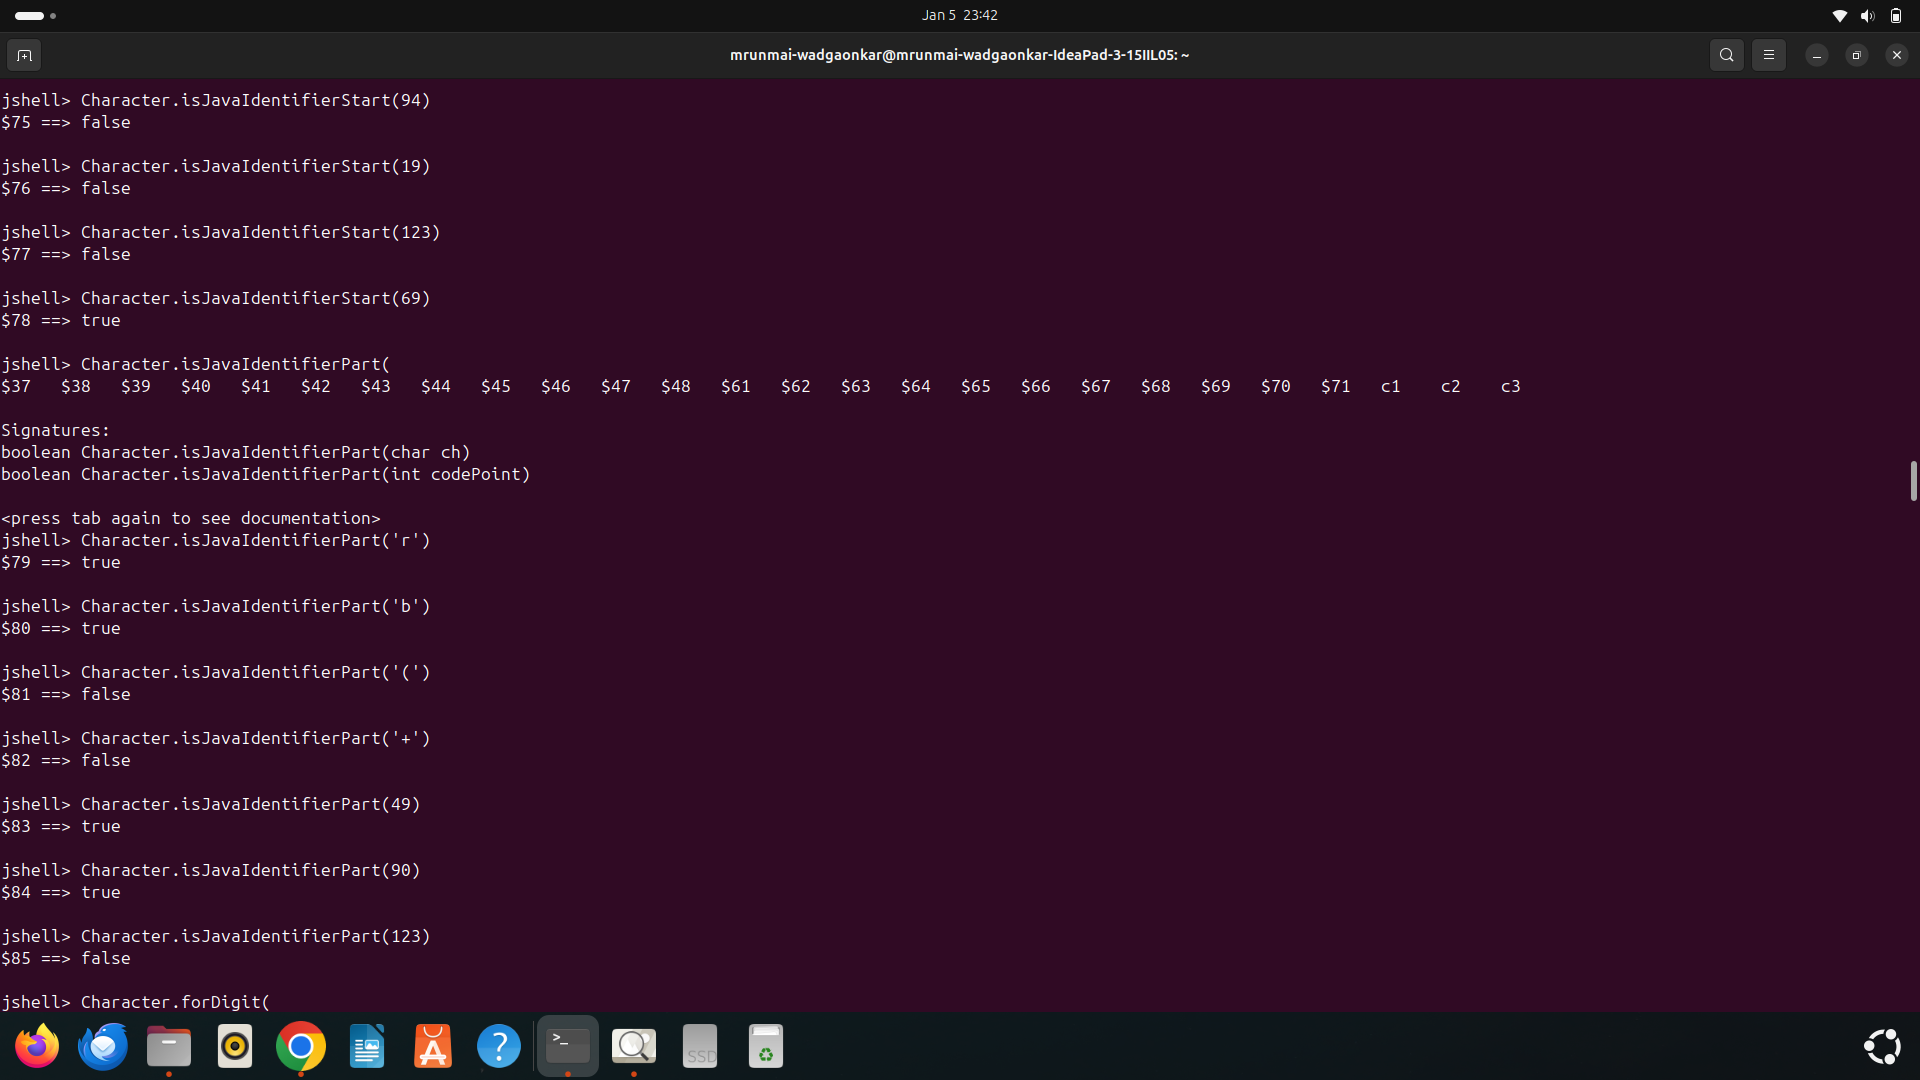 Jan 5 23:42
mrunmai-wadgaonkar@mrunmai-wadgaonkar-IdeaPad-3-15IIL05: ~
jshell> Character.isJavaIdentifierStart(94)
$75 ==> false
jshell> Character.isJavaIdentifierStart(19)
$76 ==> false
jshell> Character.isJavaIdentifierStart(123)
$77 ==> false
jshell> Character.isJavaIdentifierStart(69)
$78 ==> true
jshell> Character.isJavaIdentifierPart(
$37 $38 $39 $40 $41 $42 $43 $44 $45 $46 $47 $48 $61 $62 $63 $64 $65 $66 $67 $68 $69 $70 $71 c1 c2 c3
Signatures:
boolean Character.isJavaIdentifierPart(char ch)
boolean Character.isJavaIdentifierPart(int codePoint)
<press tab again to see documentation>
jshell> Character.isJavaIdentifierPart('r')
$79 ==> true
jshell> Character.isJavaIdentifierPart('b')
$80 ==> true
jshell> Character.isJavaIdentifierPart('(')
$81 ==> false
jshell> Character.isJavaIdentifierPart('+')
$82 ==> false
jshell> Character.isJavaIdentifierPart(49)
$83 ==> true
jshell> Character.isJavaIdentifierPart(90)
$84 ==> true
jshell> Character.isJavaIdentifierPart(123)
$85 ==> false
jshell> Character.forDigit(
SSD